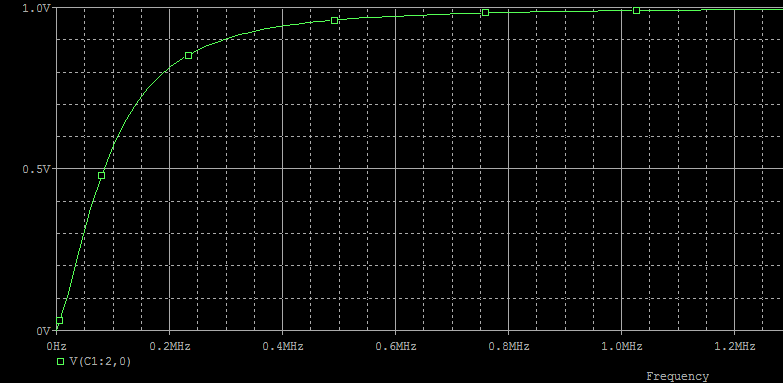 1.0V
0.5V
0V
0Hz 0.2MHz 0.4MHz 0.6MHz 0.8MHz 1.0MHz 1.2MHz
V(C1:2,0)
Frequency